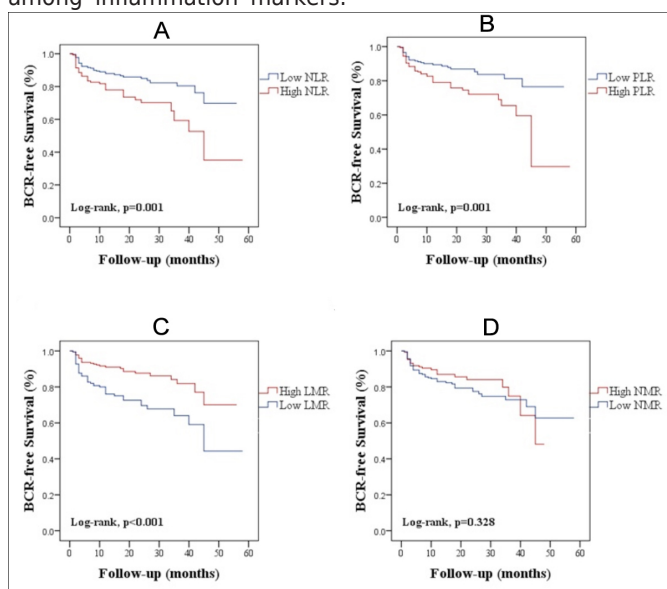 among inflammation markers.
A
1.0
0.8
0.6
0.4
0.2
0.0
BCR-free Survival (%)
Low NLR
High NLR
Log-rank, p=0.001
0 10 20 30 40 50 60
Follow-up (months)
B
1.0
0.8
0.6
0.4
0.2
0.0
BCR-free Survival (%)
Low PLR
High PLR
Log-rank, p=0.001
0 10 20 30 40 50 60
Follow-up (months)
C
1.0
0.8
0.6
0.4
0.2
0.0
BCR-free Survival (%)
High LMR
Low LMR
Log-rank, p<0.001
0 10 20 30 40 50 60
Follow-up (months)
D
1.0
0.8
0.6
0.4
0.2
0.0
BCR-free Survival (%)
High NMR
Low NMR
Log-rank, p=0.328
0 10 20 30 40 50 60
Follow-up (months)